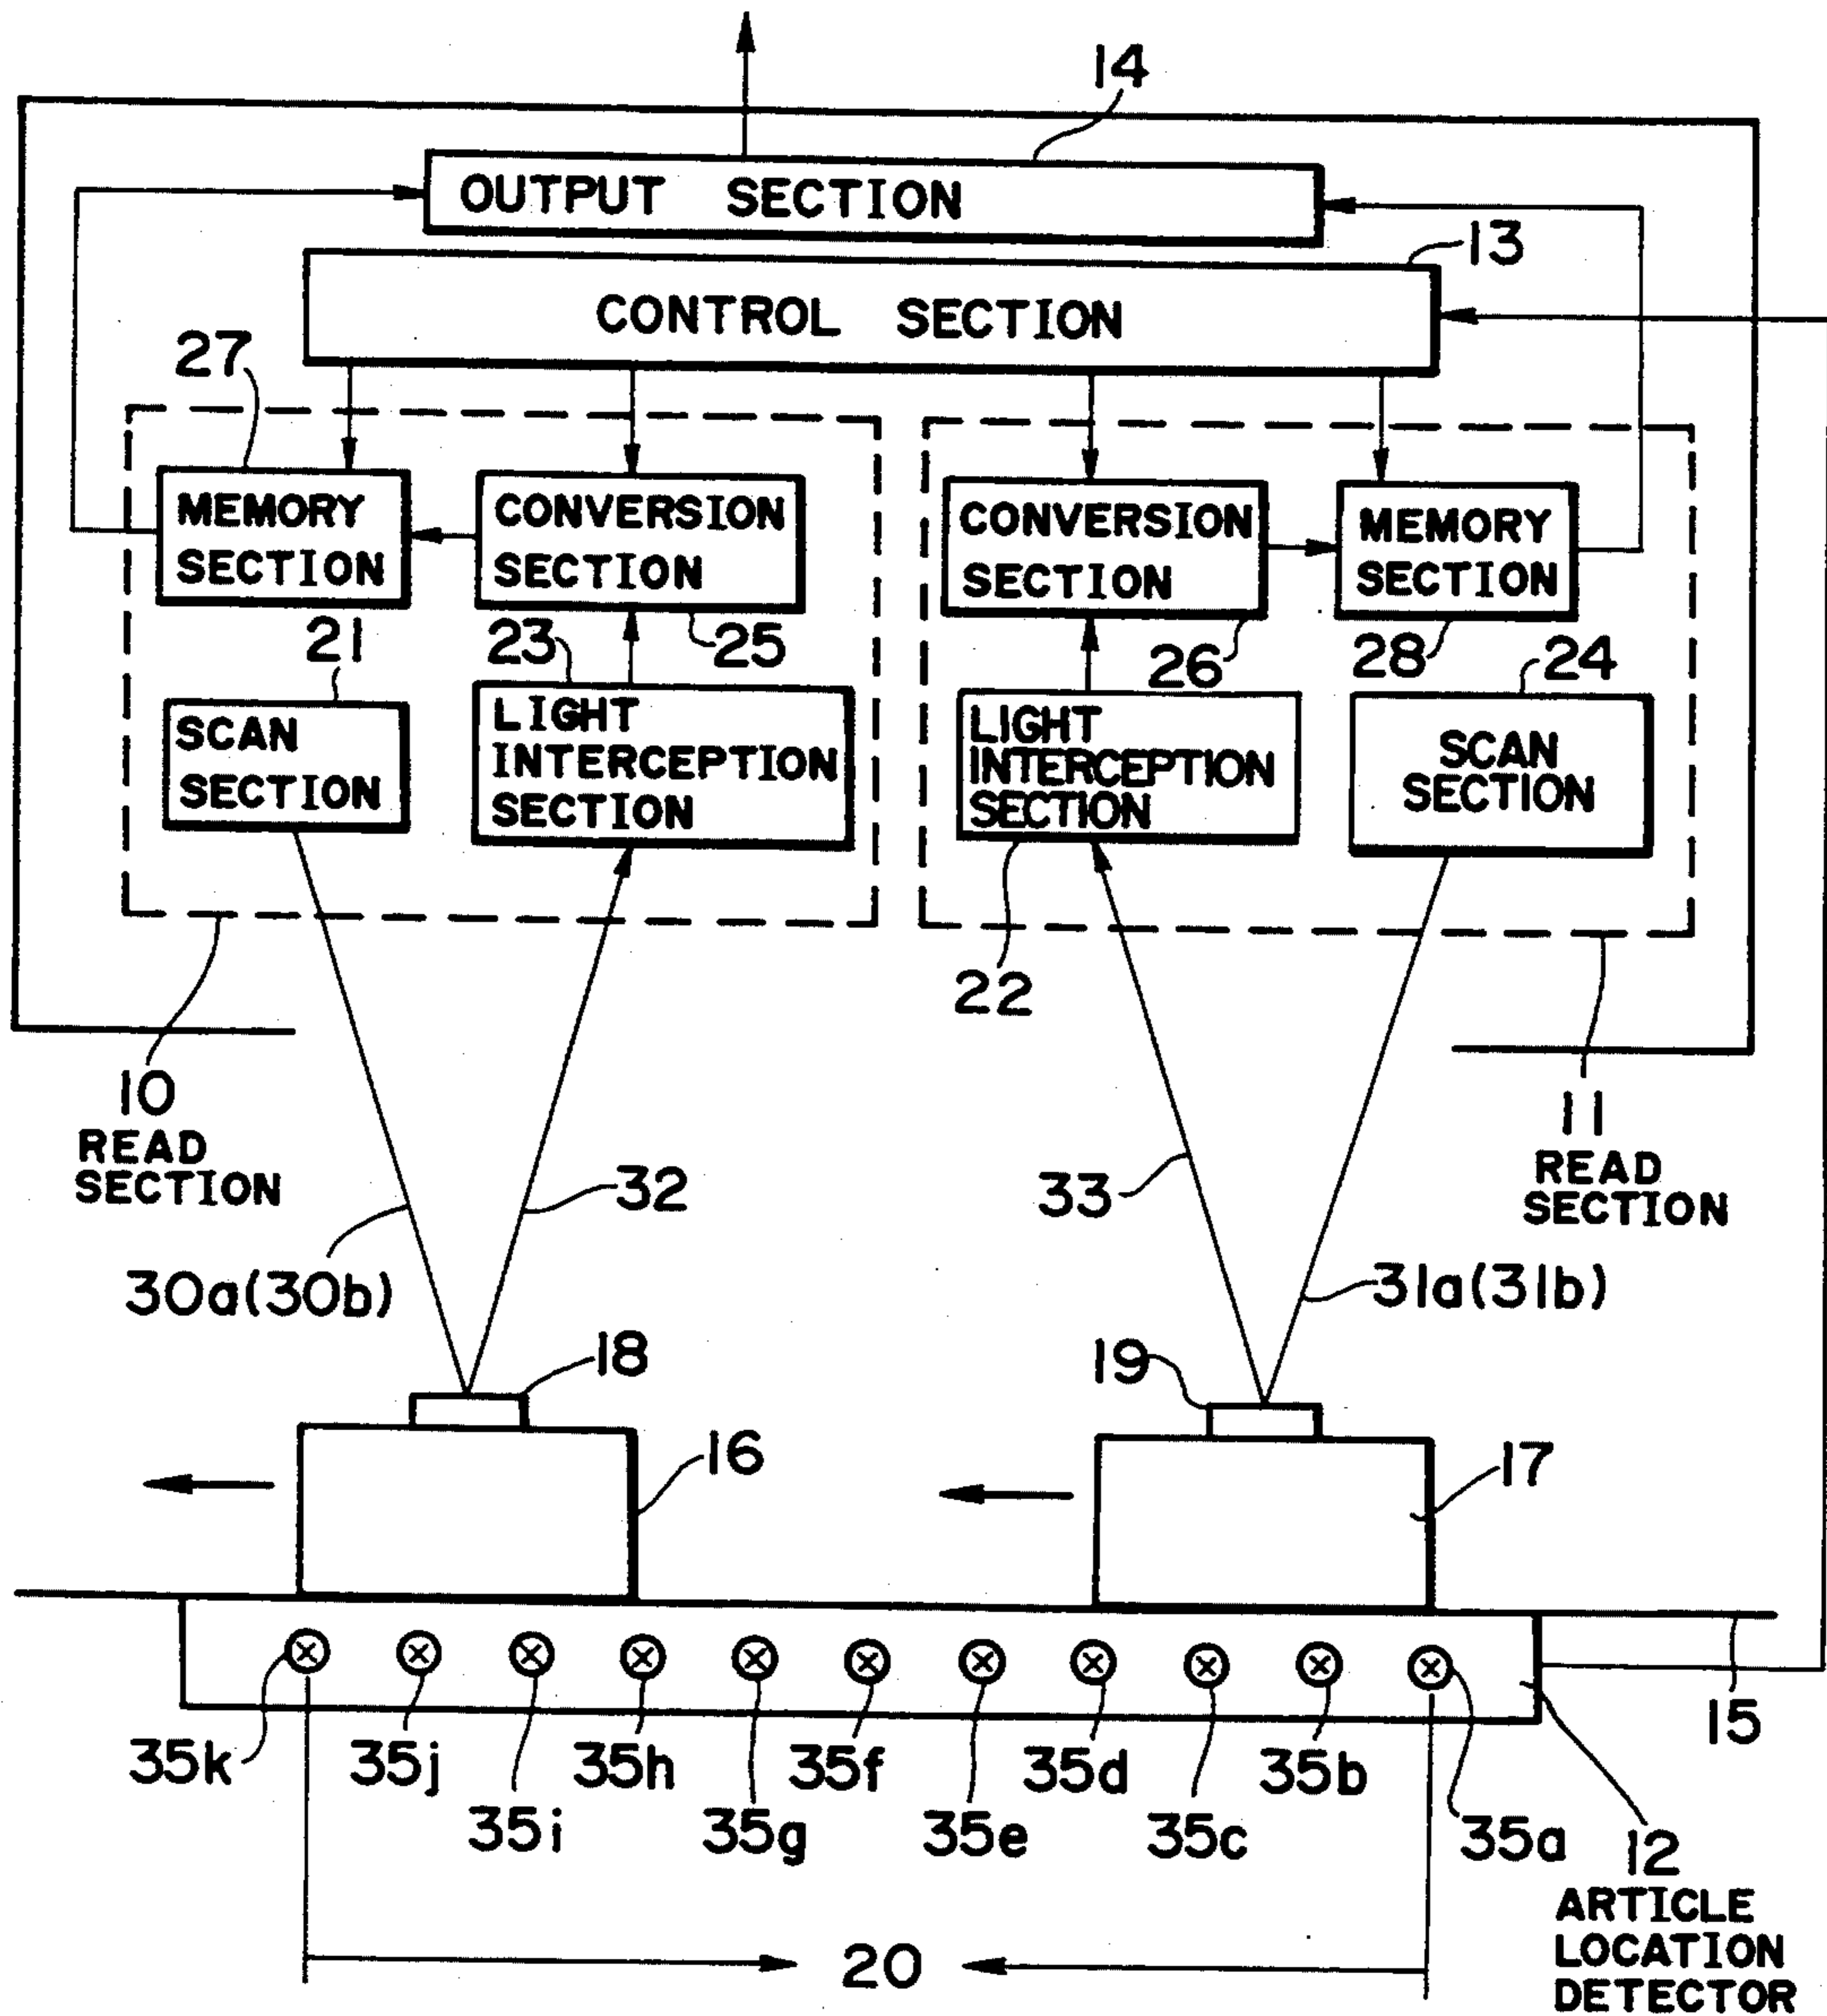 14
OUTPUT SECTION
13
CONTROL SECTION
27
MEMORY
SECTION
CONVERSION
SECTION
CONVERSION
SECTION
MEMORY
SECTION
21
23
25
26
28
24
SCAN
SECTION
LIGHT
INTERCEPTION
SECTION
LIGHT
INTERCEPTION
SECTION
SCAN
SECTION
22
10
READ
SECTION
11
READ
SECTION
32
33
30a(30b)
31a(31b)
18
19
16
17
15
35k
35j
35i
35h
35g
35f
35e
35d
35c
35b
35a
12
ARTICLE
LOCATION
DETECTOR
20